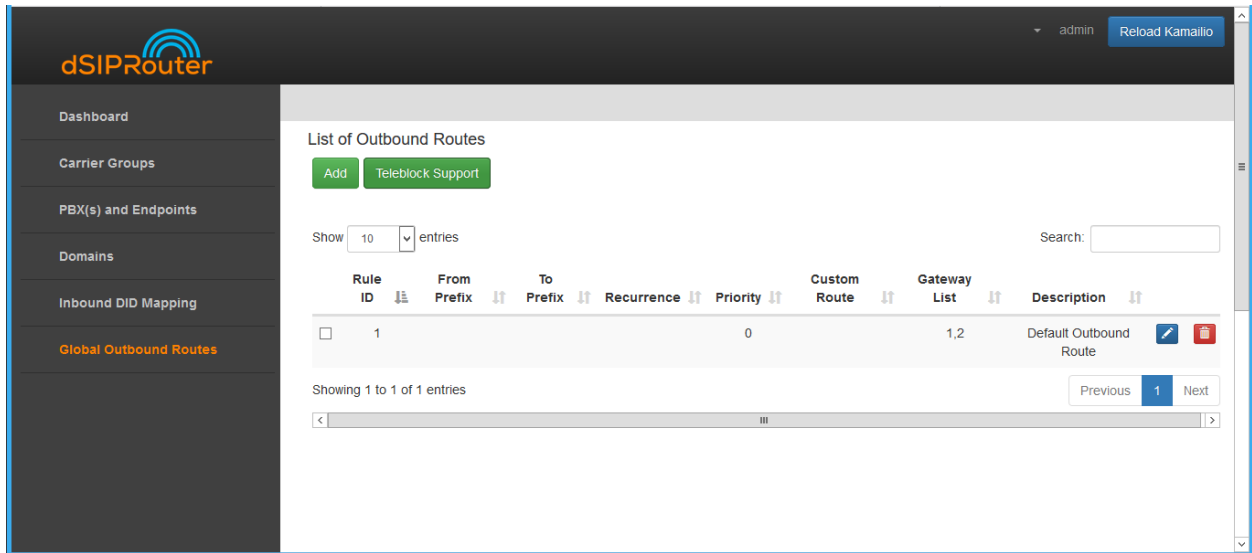 dSIPRouter
admin
Reload Kamailio
Dashboard
Carrier Groups
PBX(s) and Endpoints
Domains
Inbound DID Mapping
Global Outbound Routes
List of Outbound Routes
Add Teleblock Support
Show 10 entries
Search:
Rule ID From Prefix To Prefix Recurrence Priority Custom Route Gateway List Description
1 0 1,2 Default Outbound Route
Showing 1 to 1 of 1 entries
Previous 1 Next